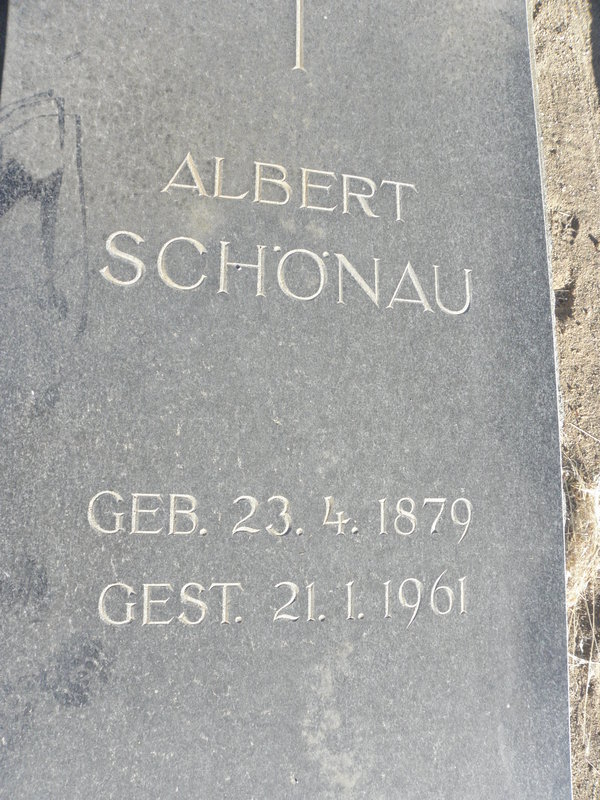 ALBERT
SCHÖNAU
GEB. 23. 4. 1879
GEST. 21. 1. 1961